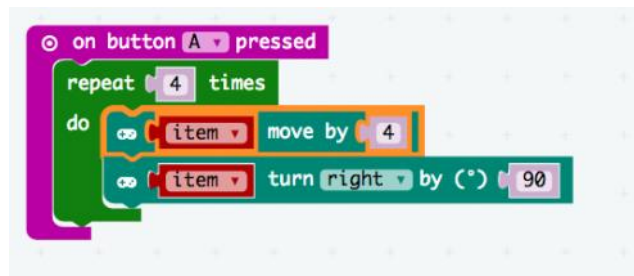 on button A pressed
repeat 4 times
do item move by 4
item turn right by (°) 90